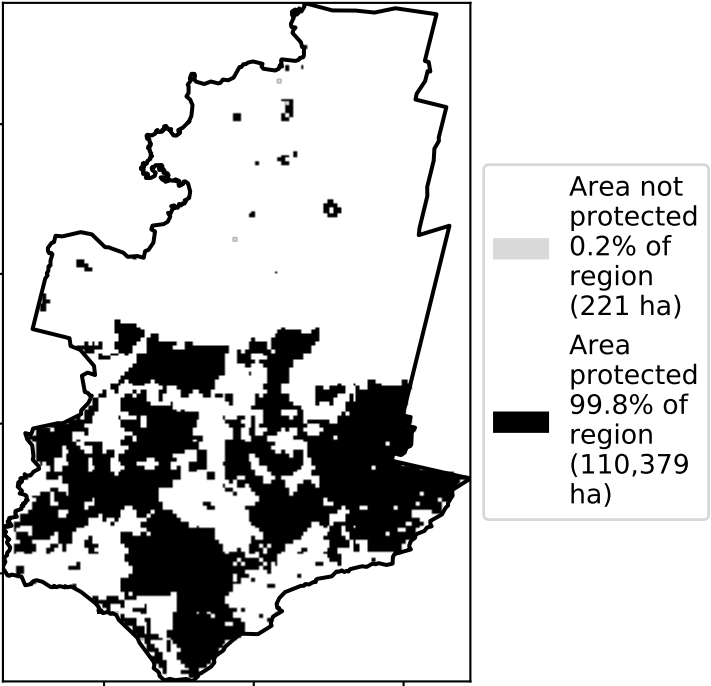 Area not
protected
0.2% of
region
(221 ha)
Area
protected
99.8% of
region
(110,379
ha)